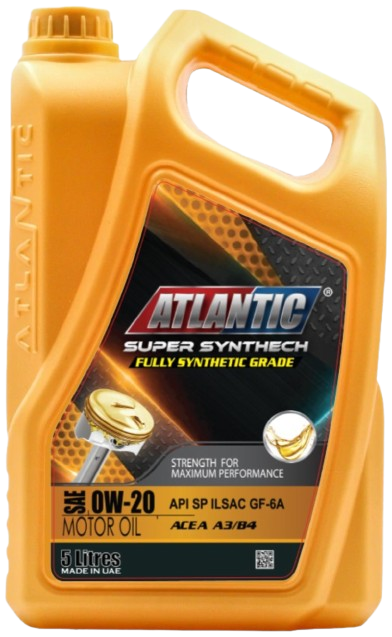 ATLANTIC
ATLANTIC®
SUPER SYNTHECH
FULLY SYNTHETIC GRADE
STRENGTH FOR
MAXIMUM PERFORMANCE
SAE 0W-20
MOTOR OIL
API SP ILSAC GF-6A
ACEA A3/B4
5 Litres
MADE IN UAE